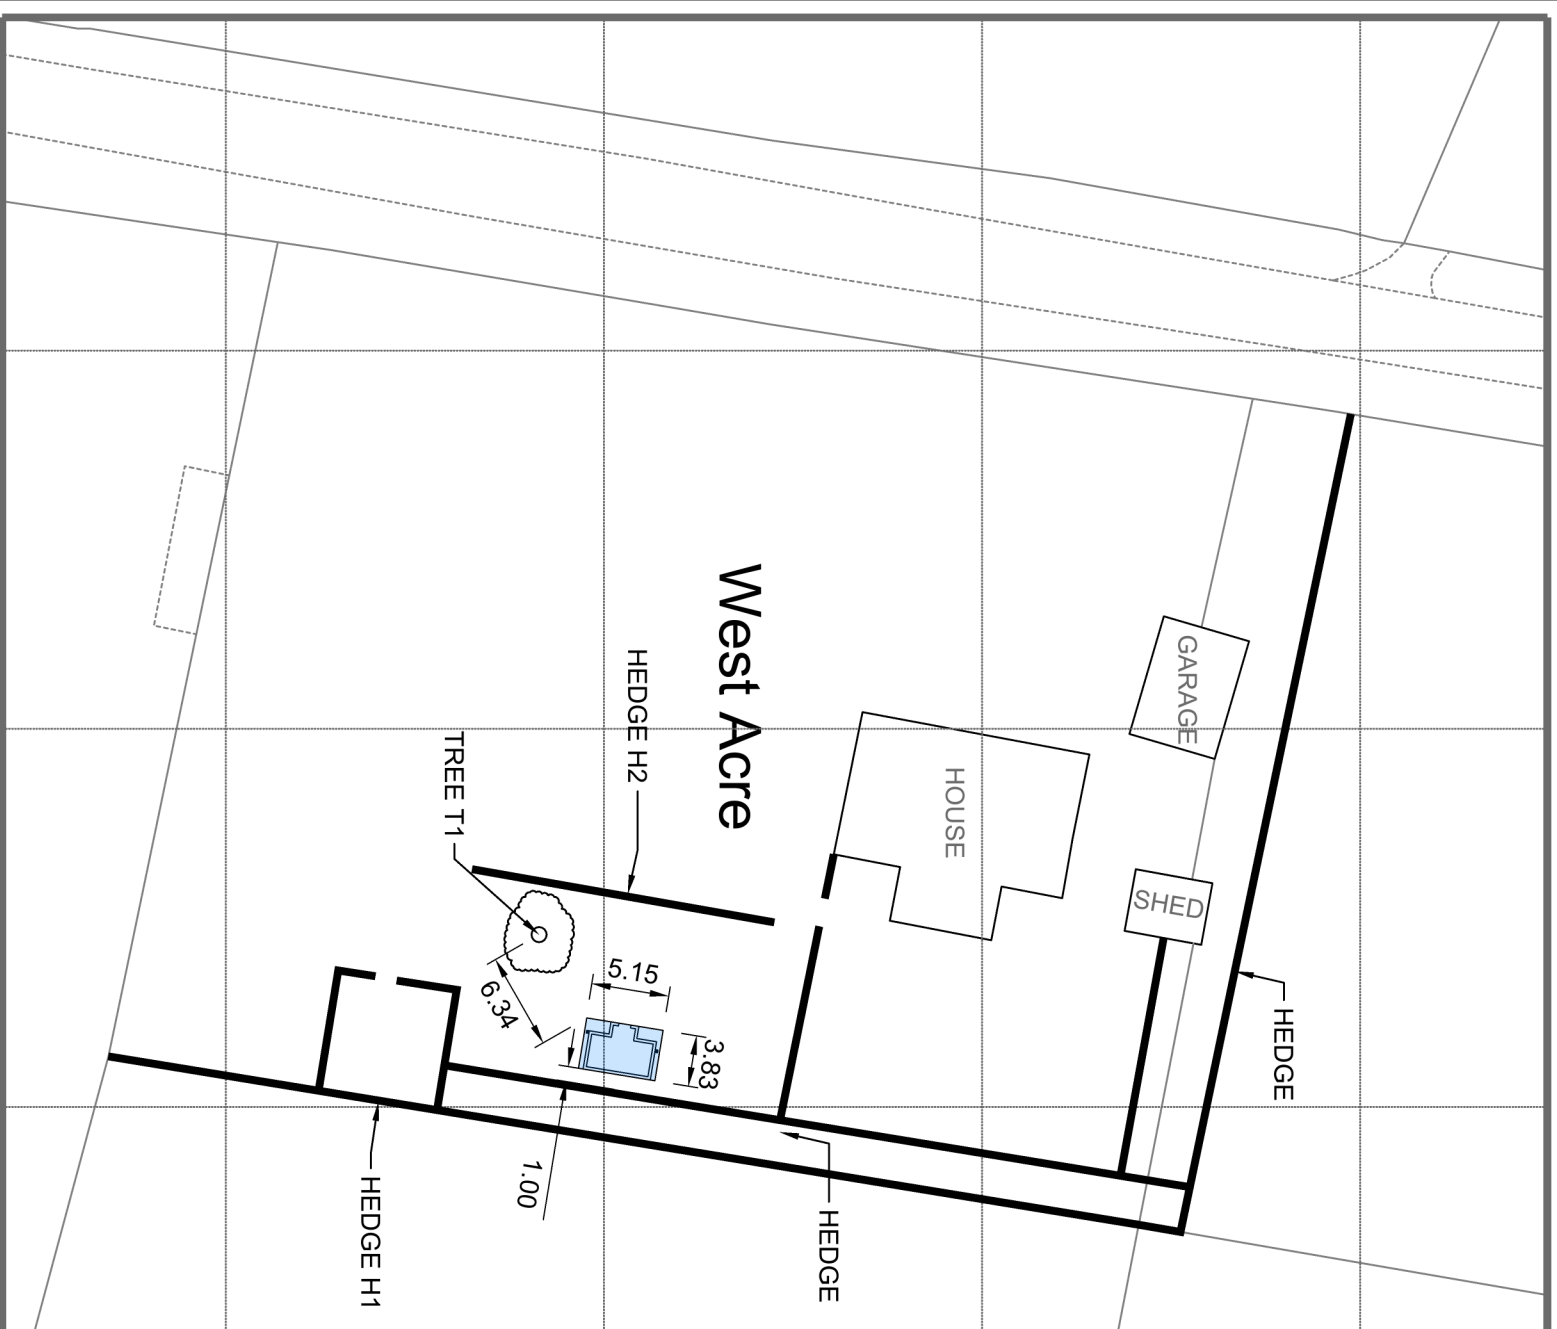 GARAGE
West Acre
HEDGE H2
TREE T1
HOUSE
SHED
5.15
6.34
3.83
HEDGE
1.00
HEDGE H1
HEDGE